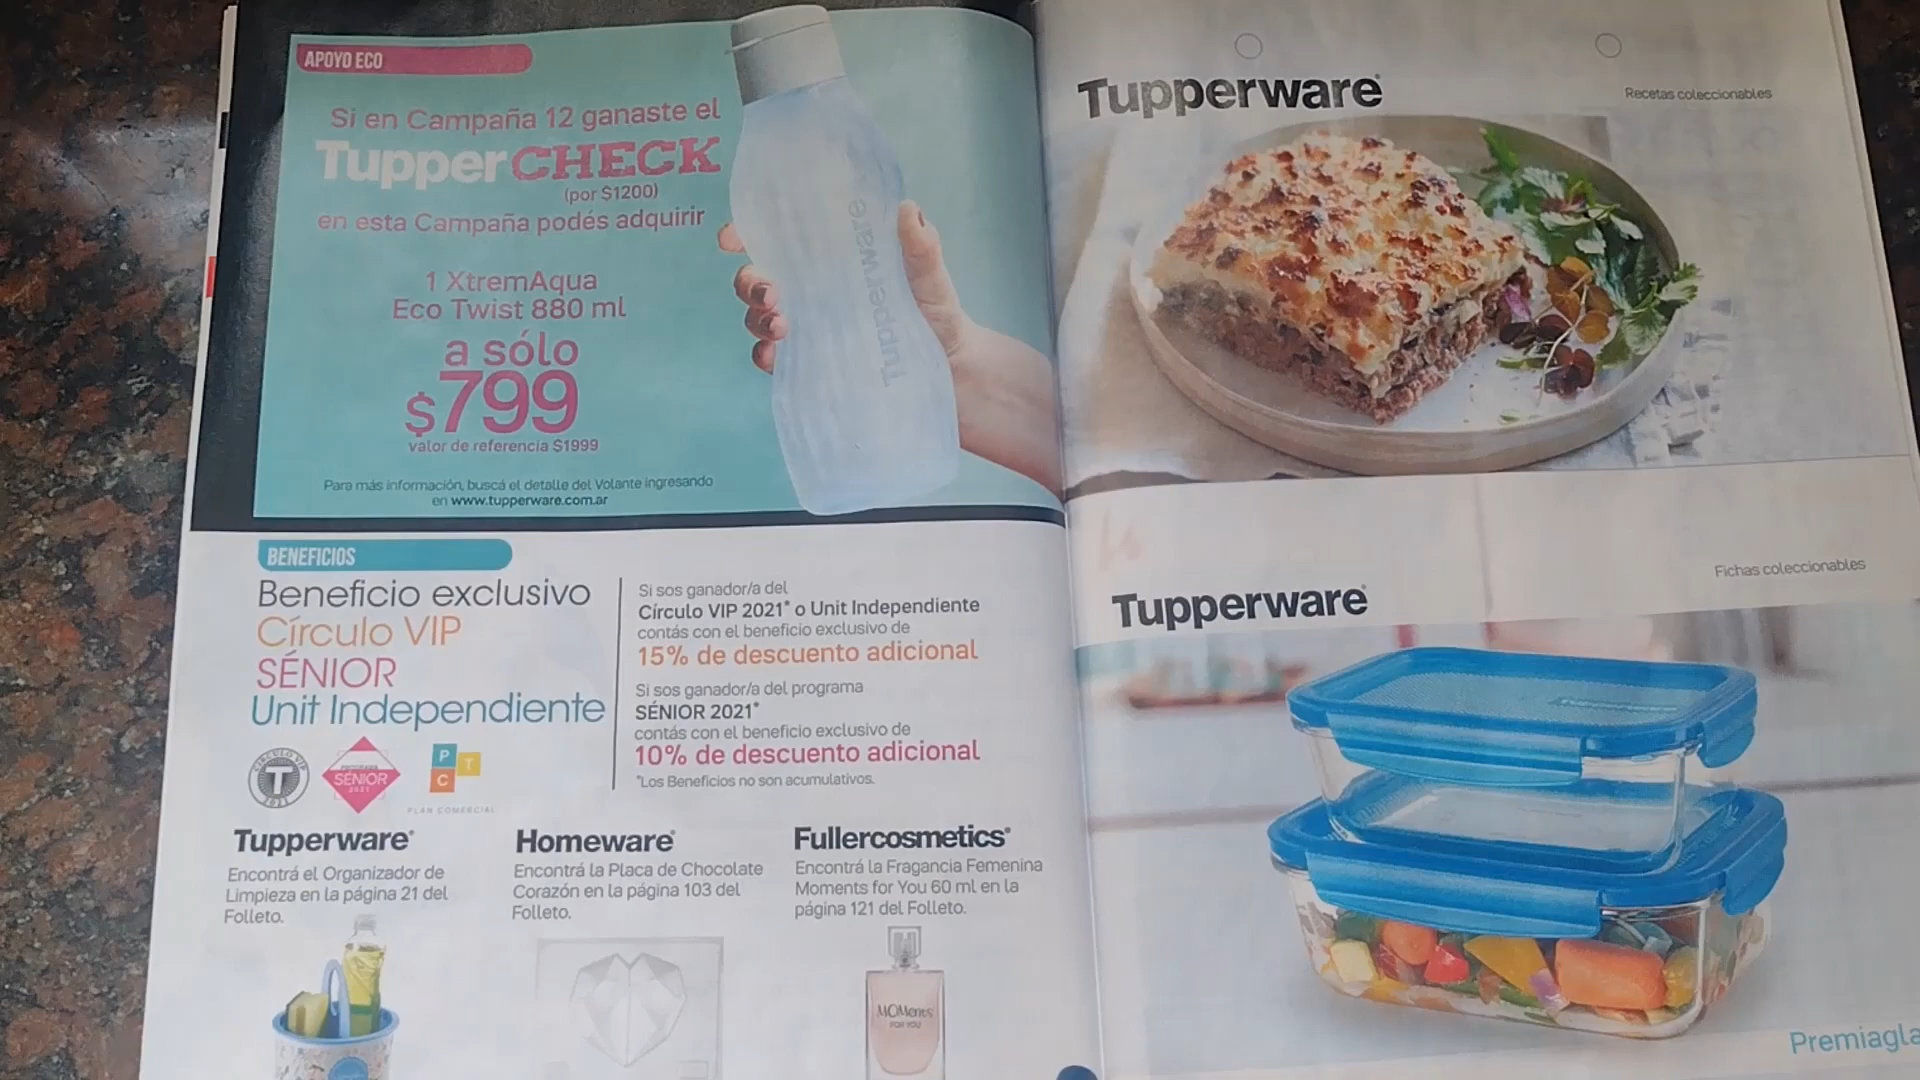 APOYO ECO
Si en Campaña 12 ganaste el
TupperCHECK
(por $1200)
en esta Campaña podés adquirir
1 XtremAqua
Eco Twist 880 ml
a sólo
$799
valor de referencia $1999
Para más información, buscá el detalle del Volante ingresando
en www.tupperware.com.ar
Tupperware
BENEFICIOS
Beneficio exclusivo
Círculo VIP
SÉNIOR
Unit Independiente
CÍRCULO VIP
T
2021
PROGRAMA
SÉNIOR
2021
P
T
C
PLAN COMERCIAL
Si sos ganador/a del
Círculo VIP 2021* o Unit Independiente
contás con el beneficio exclusivo de
15% de descuento adicional
Si sos ganador/a del programa
SÉNIOR 2021*
contás con el beneficio exclusivo de
10% de descuento adicional
*Los Beneficios no son acumulativos.
Tupperware®
Encontrá el Organizador de
Limpieza en la página 21 del
Folleto.
Homeware®
Encontrá la Placa de Chocolate
Corazón en la página 103 del
Folleto.
Fullercosmetics®
Encontrá la Fragancia Femenina
Moments for You 60 ml en la
página 121 del Folleto.
MOMents
FOR YOU
Tupperware®
Recetas coleccionables
Fichas coleccionables
Tupperware®
Premiagla